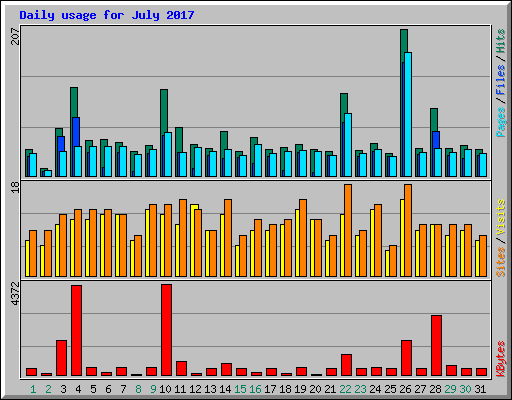 Daily usage for July 2017
207
Pages / Files / Hits
18
Sites / Visits
4372
KBytes
1 2 3 4 5 6 7 8 9 10 11 12 13 14 15 16 17 18 19 20 21 22 23 24 25 26 27 28 29 30 31